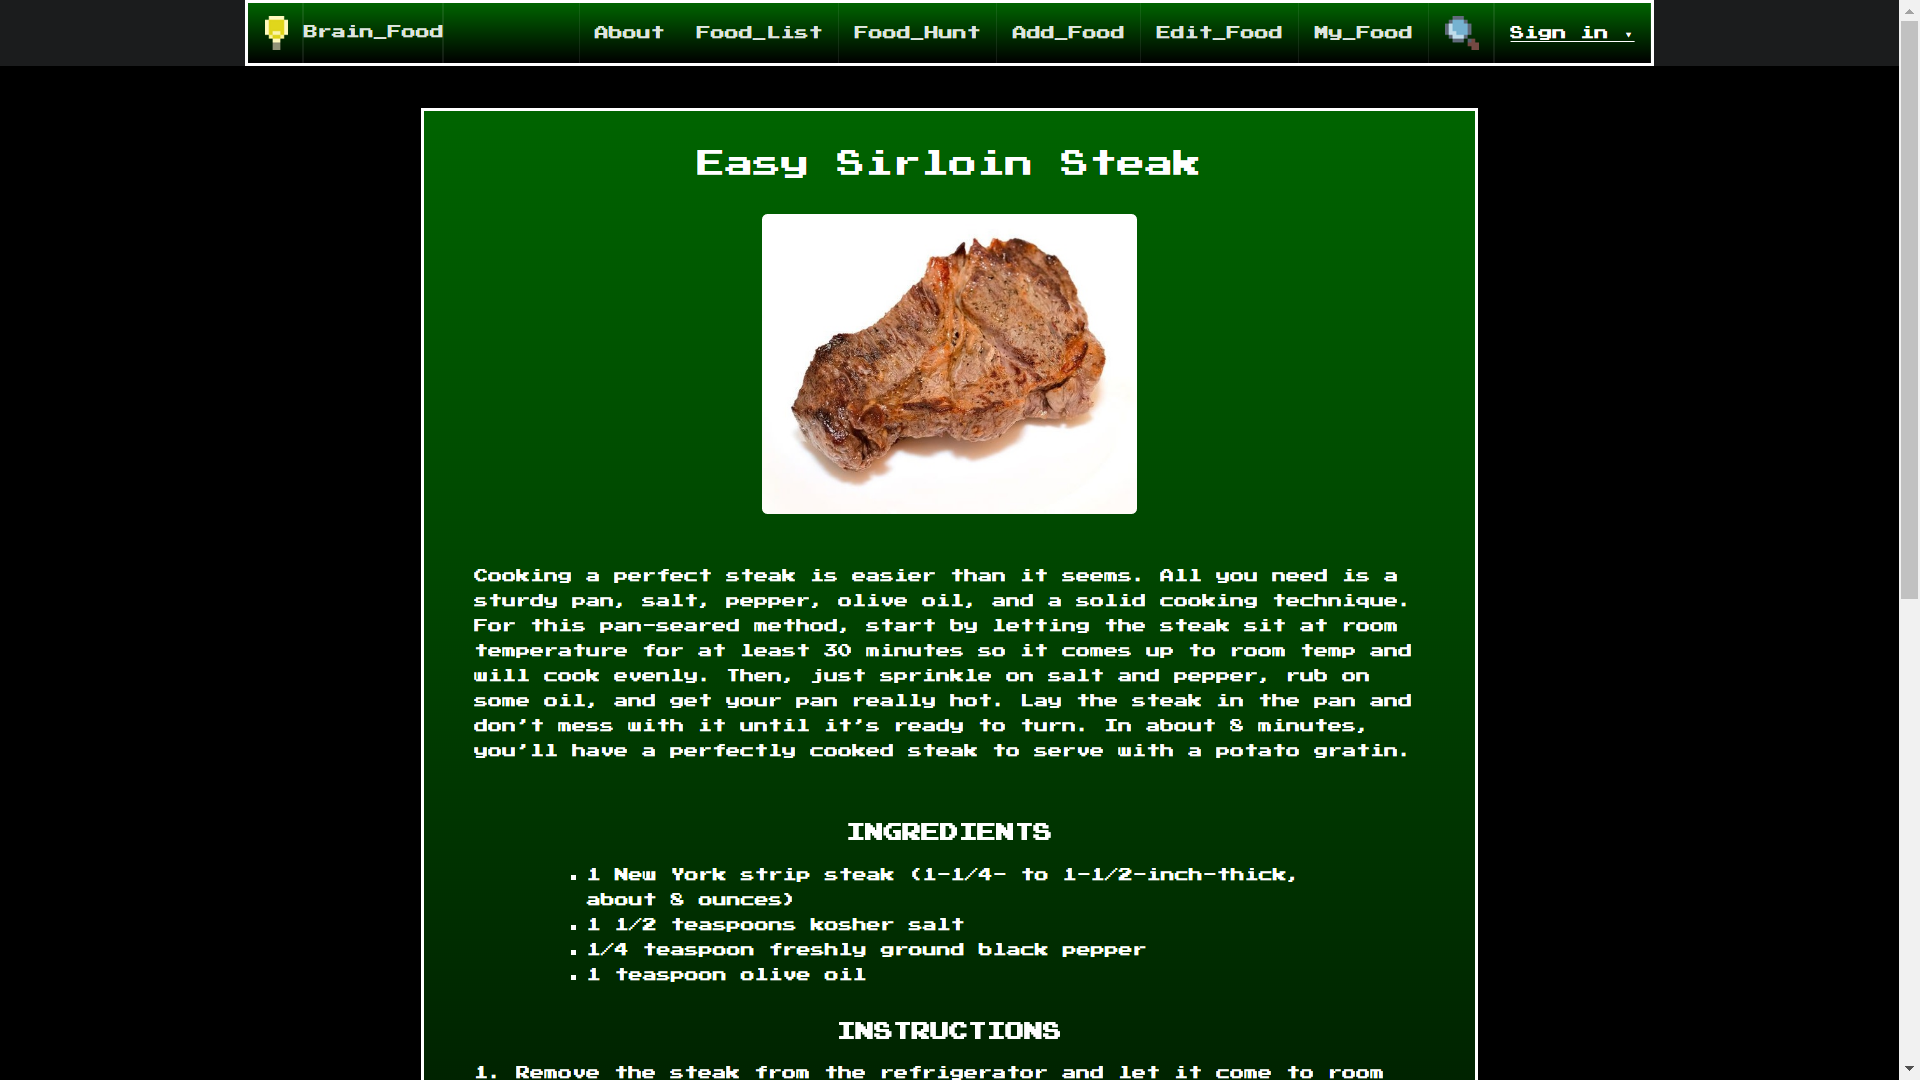 Brain_Food About Food_List Food_Hunt Add_Food Edit_Food My_Food Sign in ▾
Easy Sirloin Steak
Cooking a perfect steak is easier than it seems. All you need is a
sturdy pan, salt, pepper, olive oil, and a solid cooking technique.
For this pan-seared method, start by letting the steak sit at room
temperature for at least 30 minutes so it comes up to room temp and
will cook evenly. Then, just sprinkle on salt and pepper, rub on
some oil, and get your pan really hot. Lay the steak in the pan and
don’t mess with it until it’s ready to turn. In about 8 minutes,
you’ll have a perfectly cooked steak to serve with a potato gratin.
INGREDIENTS
▪ 1 New York strip steak (1-1/4- to 1-1/2-inch-thick,
about 8 ounces)
▪ 1 1/2 teaspoons kosher salt
▪ 1/4 teaspoon freshly ground black pepper
▪ 1 teaspoon olive oil
INSTRUCTIONS
1. Remove the steak from the refrigerator and let it come to room